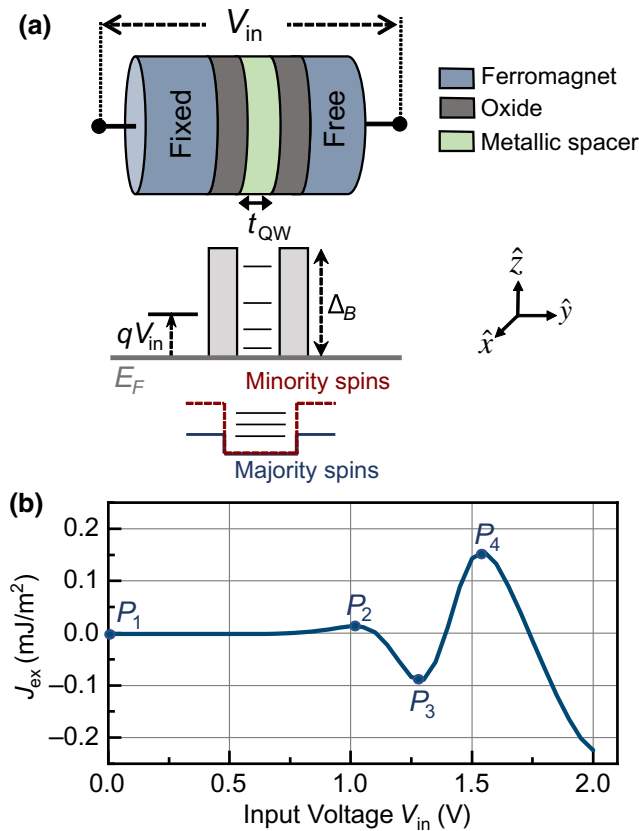 (a)
V_in
Ferromagnet
Oxide
Metallic spacer
Fixed
Free
t_QW
Δ_B
qV_in
E_F
ẑ
ŷ
x̂
Minority spins
Majority spins
(b)
J_ex (mJ/m²)
0.2
0.1
0.0
−0.1
−0.2
P_1
P_2
P_3
P_4
0.0 0.5 1.0 1.5 2.0
Input Voltage V_in (V)